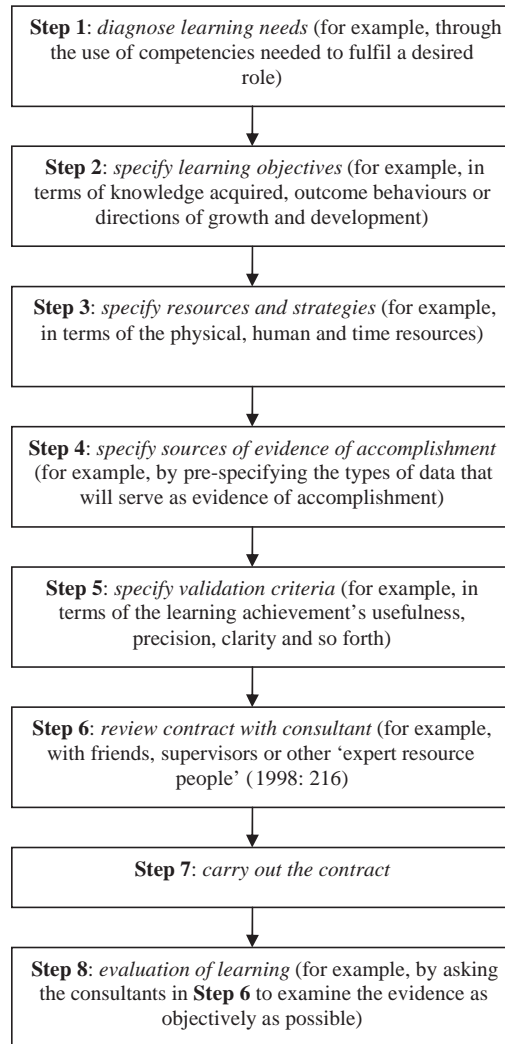 Step 1: diagnose learning needs (for example, through
the use of competencies needed to fulfil a desired
role)
Step 2: specify learning objectives (for example, in
terms of knowledge acquired, outcome behaviours or
directions of growth and development)
Step 3: specify resources and strategies (for example,
in terms of the physical, human and time resources)
Step 4: specify sources of evidence of accomplishment
(for example, by pre-specifying the types of data that
will serve as evidence of accomplishment)
Step 5: specify validation criteria (for example, in
terms of the learning achievement’s usefulness,
precision, clarity and so forth)
Step 6: review contract with consultant (for example,
with friends, supervisors or other ‘expert resource
people’ (1998: 216)
Step 7: carry out the contract
Step 8: evaluation of learning (for example, by asking
the consultants in Step 6 to examine the evidence as
objectively as possible)